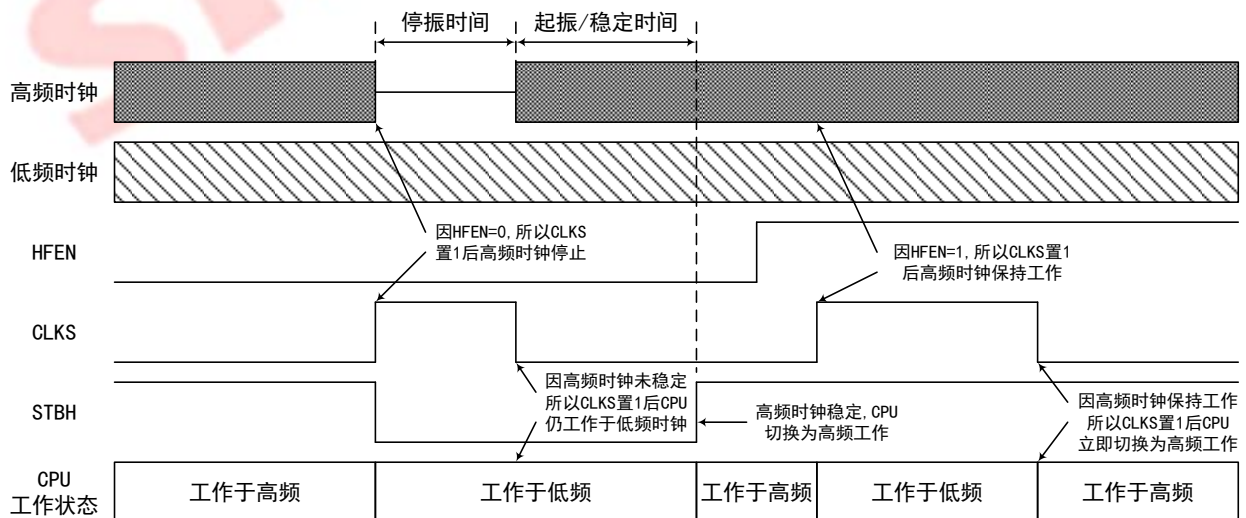 停振时间
起振/稳定时间
高频时钟
低频时钟
因HFEN=0,所以CLKS
置1后高频时钟停止
HFEN
因HFEN=1,所以CLKS置1
后高频时钟保持工作
CLKS
因高频时钟未稳定
所以CLKS置1后CPU
仍工作于低频时钟
STBH
高频时钟稳定,CPU
切换为高频工作
因高频时钟保持工作
所以CLKS置1后CPU
立即切换为高频工作
CPU
工作状态
工作于高频
工作于低频
工作于高频
工作于低频
工作于高频